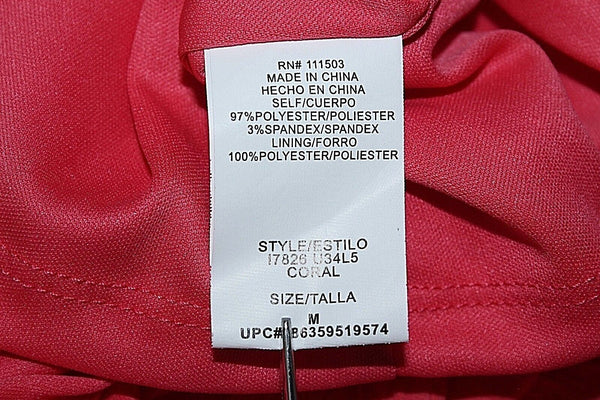 RN# 111503
MADE IN CHINA
HECHO EN CHINA
SELF/CUERPO
97%POLYESTER/POLIESTER
3%SPANDEX/SPANDEX
LINING/FORRO
100%POLYESTER/POLIESTER
STYLE/ESTILO
I7826 U34L5
CORAL
SIZE/TALLA
M
UPC#